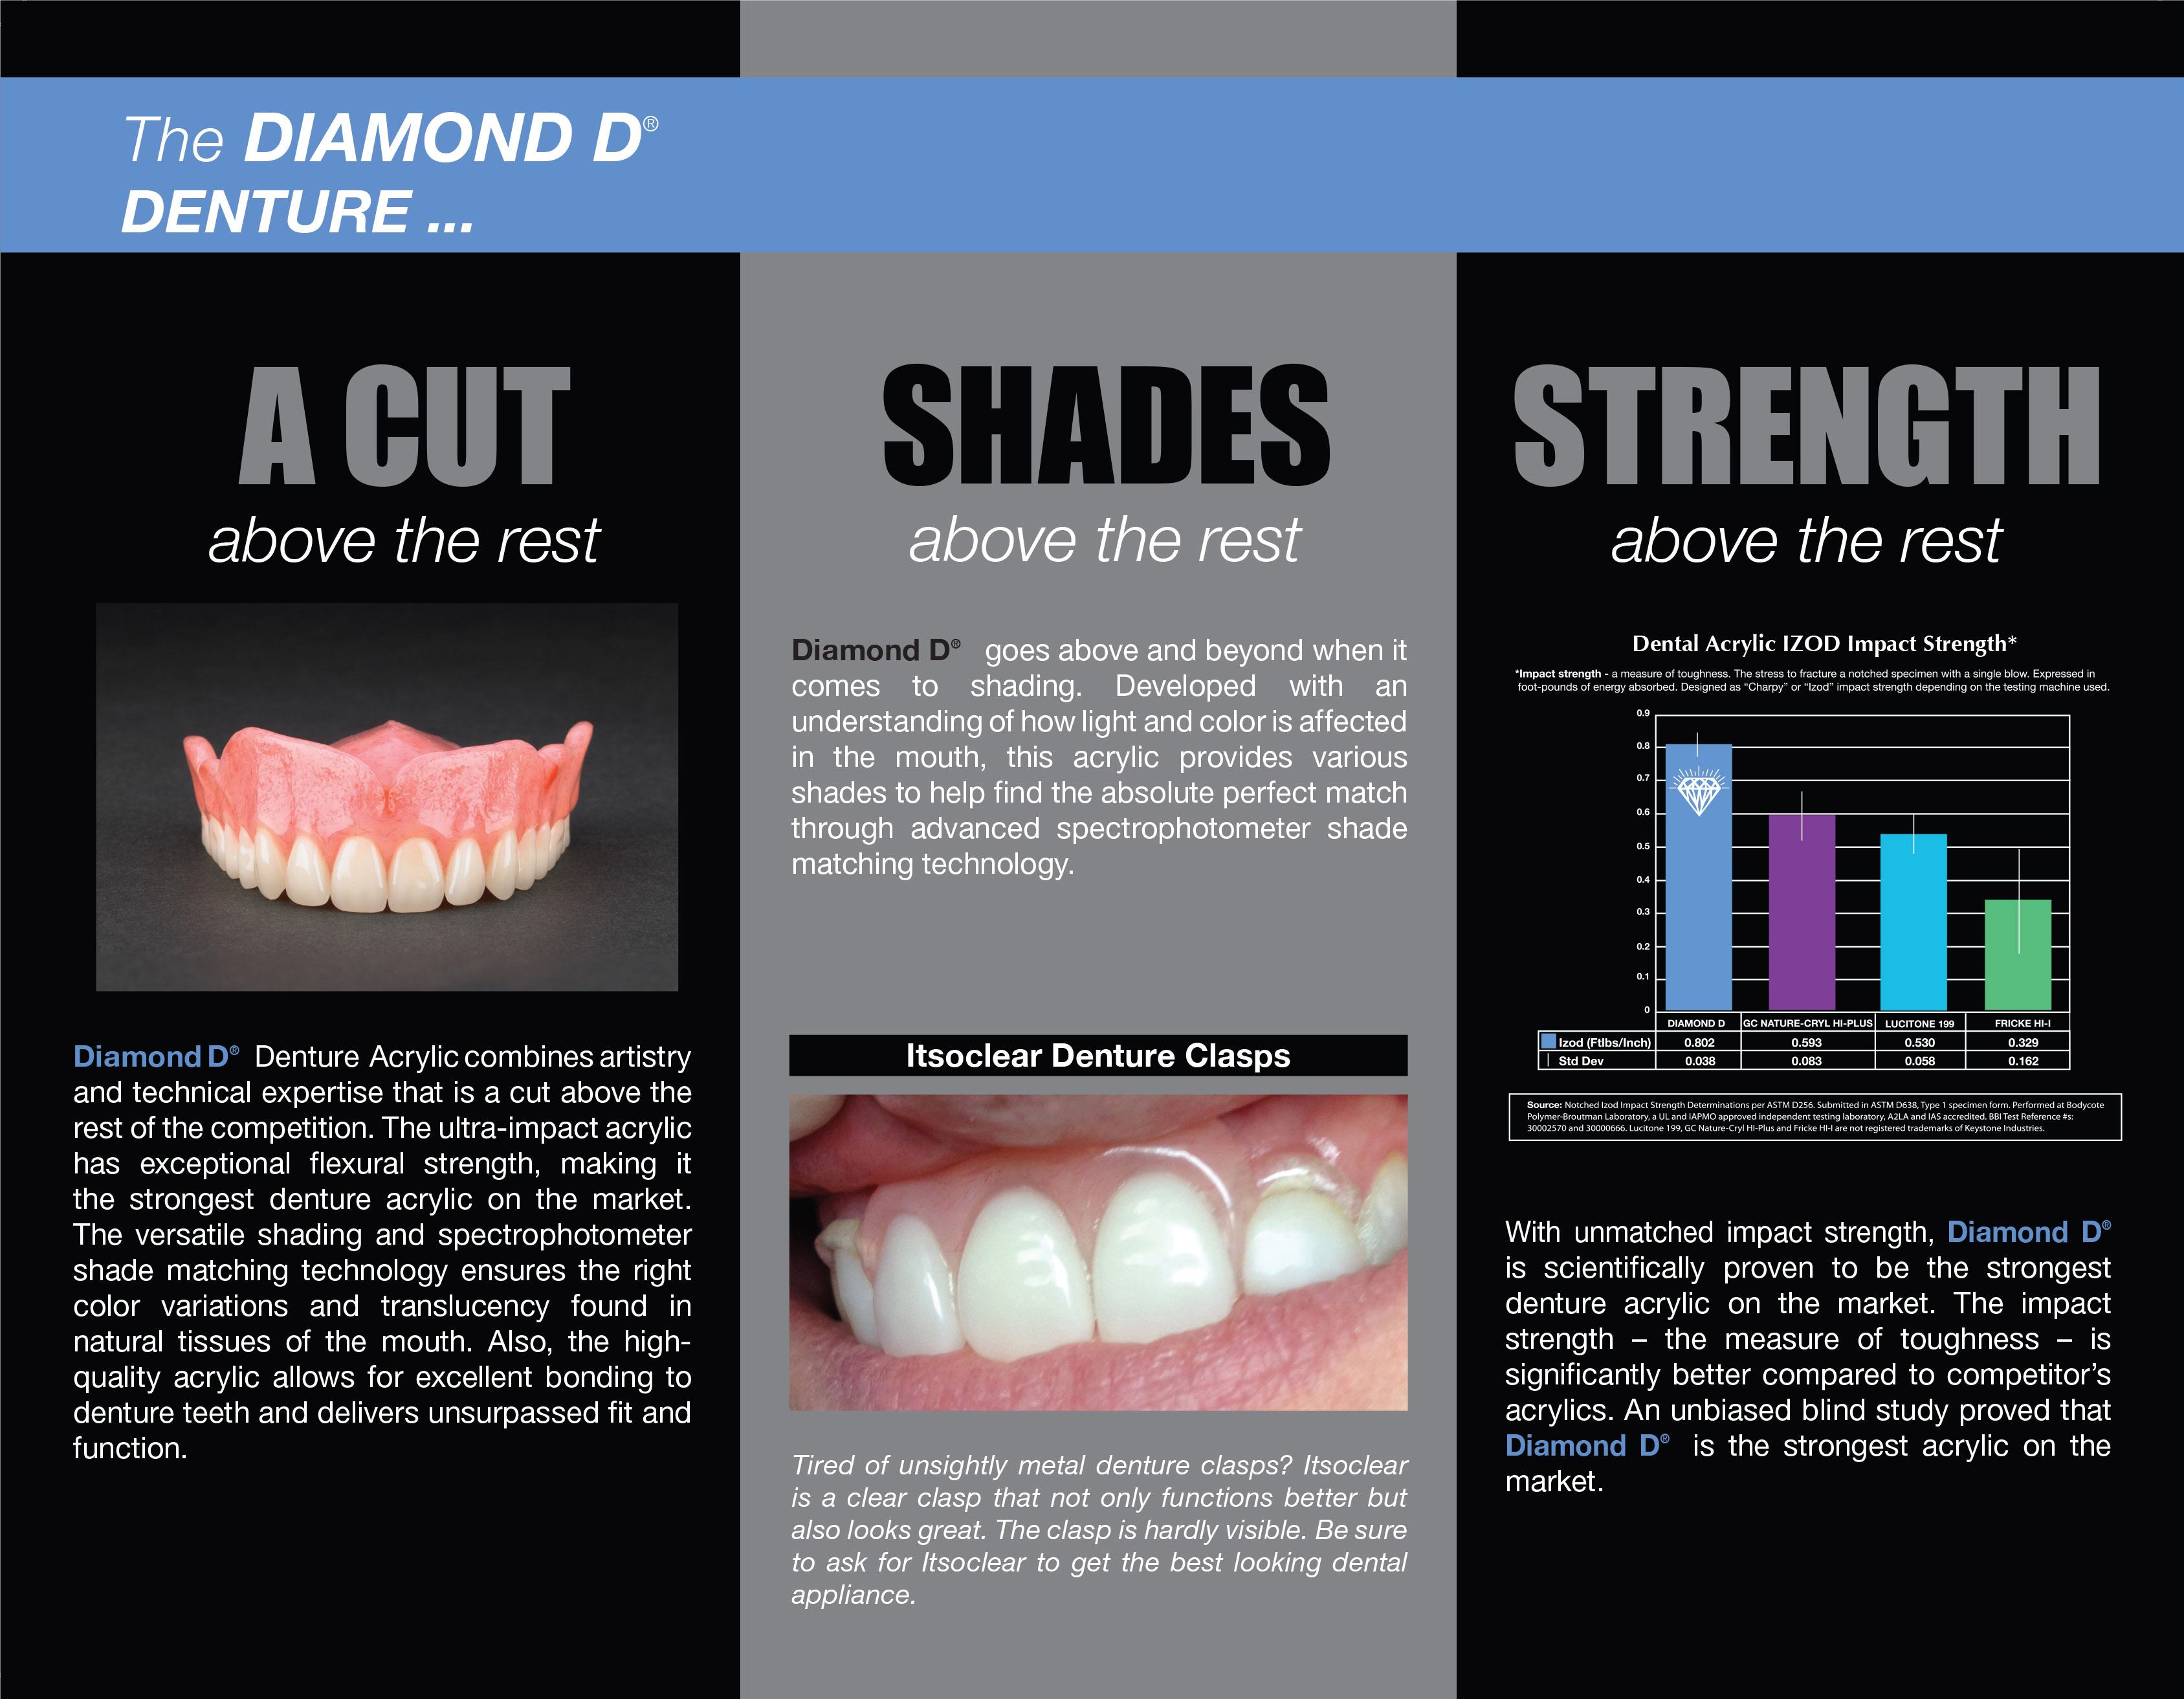 The DIAMOND D®
DENTURE ...
A CUT
above the rest
Diamond D® Denture Acrylic combines artistry
and technical expertise that is a cut above the
rest of the competition. The ultra-impact acrylic
has exceptional flexural strength, making it
the strongest denture acrylic on the market.
The versatile shading and spectrophotometer
shade matching technology ensures the right
color variations and translucency found in
natural tissues of the mouth. Also, the high-
quality acrylic allows for excellent bonding to
denture teeth and delivers unsurpassed fit and
function.
SHADES
above the rest
Diamond D® goes above and beyond when it
comes to shading. Developed with an
understanding of how light and color is affected
in the mouth, this acrylic provides various
shades to help find the absolute perfect match
through advanced spectrophotometer shade
matching technology.
Itsoclear Denture Clasps
Tired of unsightly metal denture clasps? Itsoclear
is a clear clasp that not only functions better but
also looks great. The clasp is hardly visible. Be sure
to ask for Itsoclear to get the best looking dental
appliance.
STRENGTH
above the rest
Dental Acrylic IZOD Impact Strength*
*Impact strength - a measure of toughness. The stress to fracture a notched specimen with a single blow. Expressed in
foot-pounds of energy absorbed. Designed as “Charpy” or “Izod” impact strength depending on the testing machine used.
0.9
0.8
0.7
0.6
0.5
0.4
0.3
0.2
0.1
0
DIAMOND D GC NATURE-CRYL HI-PLUS LUCITONE 199 FRICKE HI-I
Izod (Ftlbs/Inch) 0.802 0.593 0.530 0.329
Std Dev 0.038 0.083 0.058 0.162
Source: Notched Izod Impact Strength Determinations per ASTM D256. Submitted in ASTM D638, Type 1 specimen form. Performed at Bodycote
Polymer-Broutman Laboratory, a UL and IAPMO approved independent testing laboratory, A2LA and IAS accredited. BBI Test Reference #s:
30002570 and 30000666. Lucitone 199, GC Nature-Cryl HI-Plus and Fricke HI-I are not registered trademarks of Keystone Industries.
With unmatched impact strength, Diamond D®
is scientifically proven to be the strongest
denture acrylic on the market. The impact
strength – the measure of toughness – is
significantly better compared to competitor’s
acrylics. An unbiased blind study proved that
Diamond D® is the strongest acrylic on the
market.